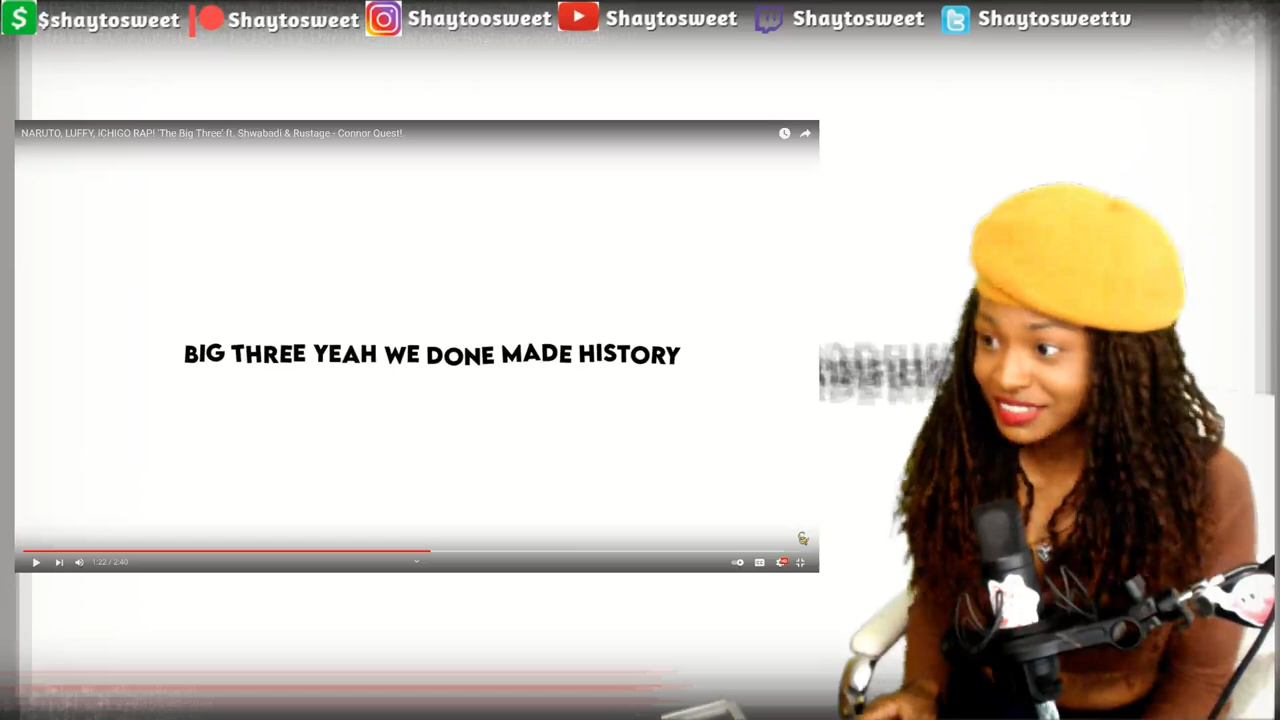 $shaytosweet Shaytosweet Shaytoosweet Shaytosweet Shaytosweet Shaytosweettv
NARUTO, LUFFY, ICHIGO RAP! 'The Big Three' ft. Shwabadi & Rustage - Connor Quest!
BIG THREE YEAH WE DONE MADE HISTORY
1:22 / 2:40